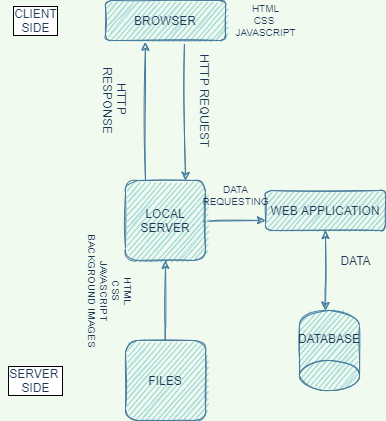 CLIENT
SIDE
BROWSER
HTML
CSS
JAVASCRIPT
HTTP
RESPONSE
HTTP REQUEST
LOCAL
SERVER
DATA
REQUESTING
WEB APPLICATION
HTML
CSS
JAVASCRIPT
BACKGROUND IMAGES
DATA
DATABASE
SERVER
SIDE
FILES